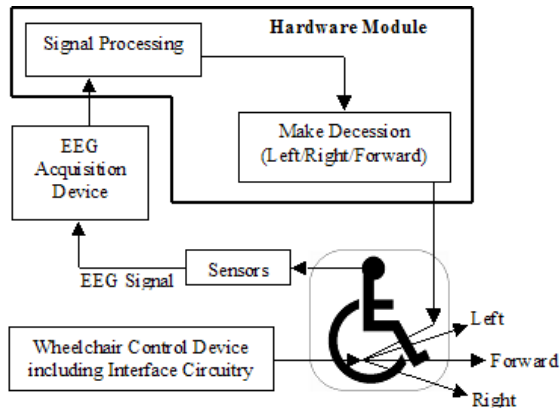 Hardware Module
Signal Processing
Make Decession
(Left/Right/Forward)
EEG
Acquisition
Device
Sensors
EEG Signal
Left
Wheelchair Control Device
including Interface Circuitry
Forward
Right